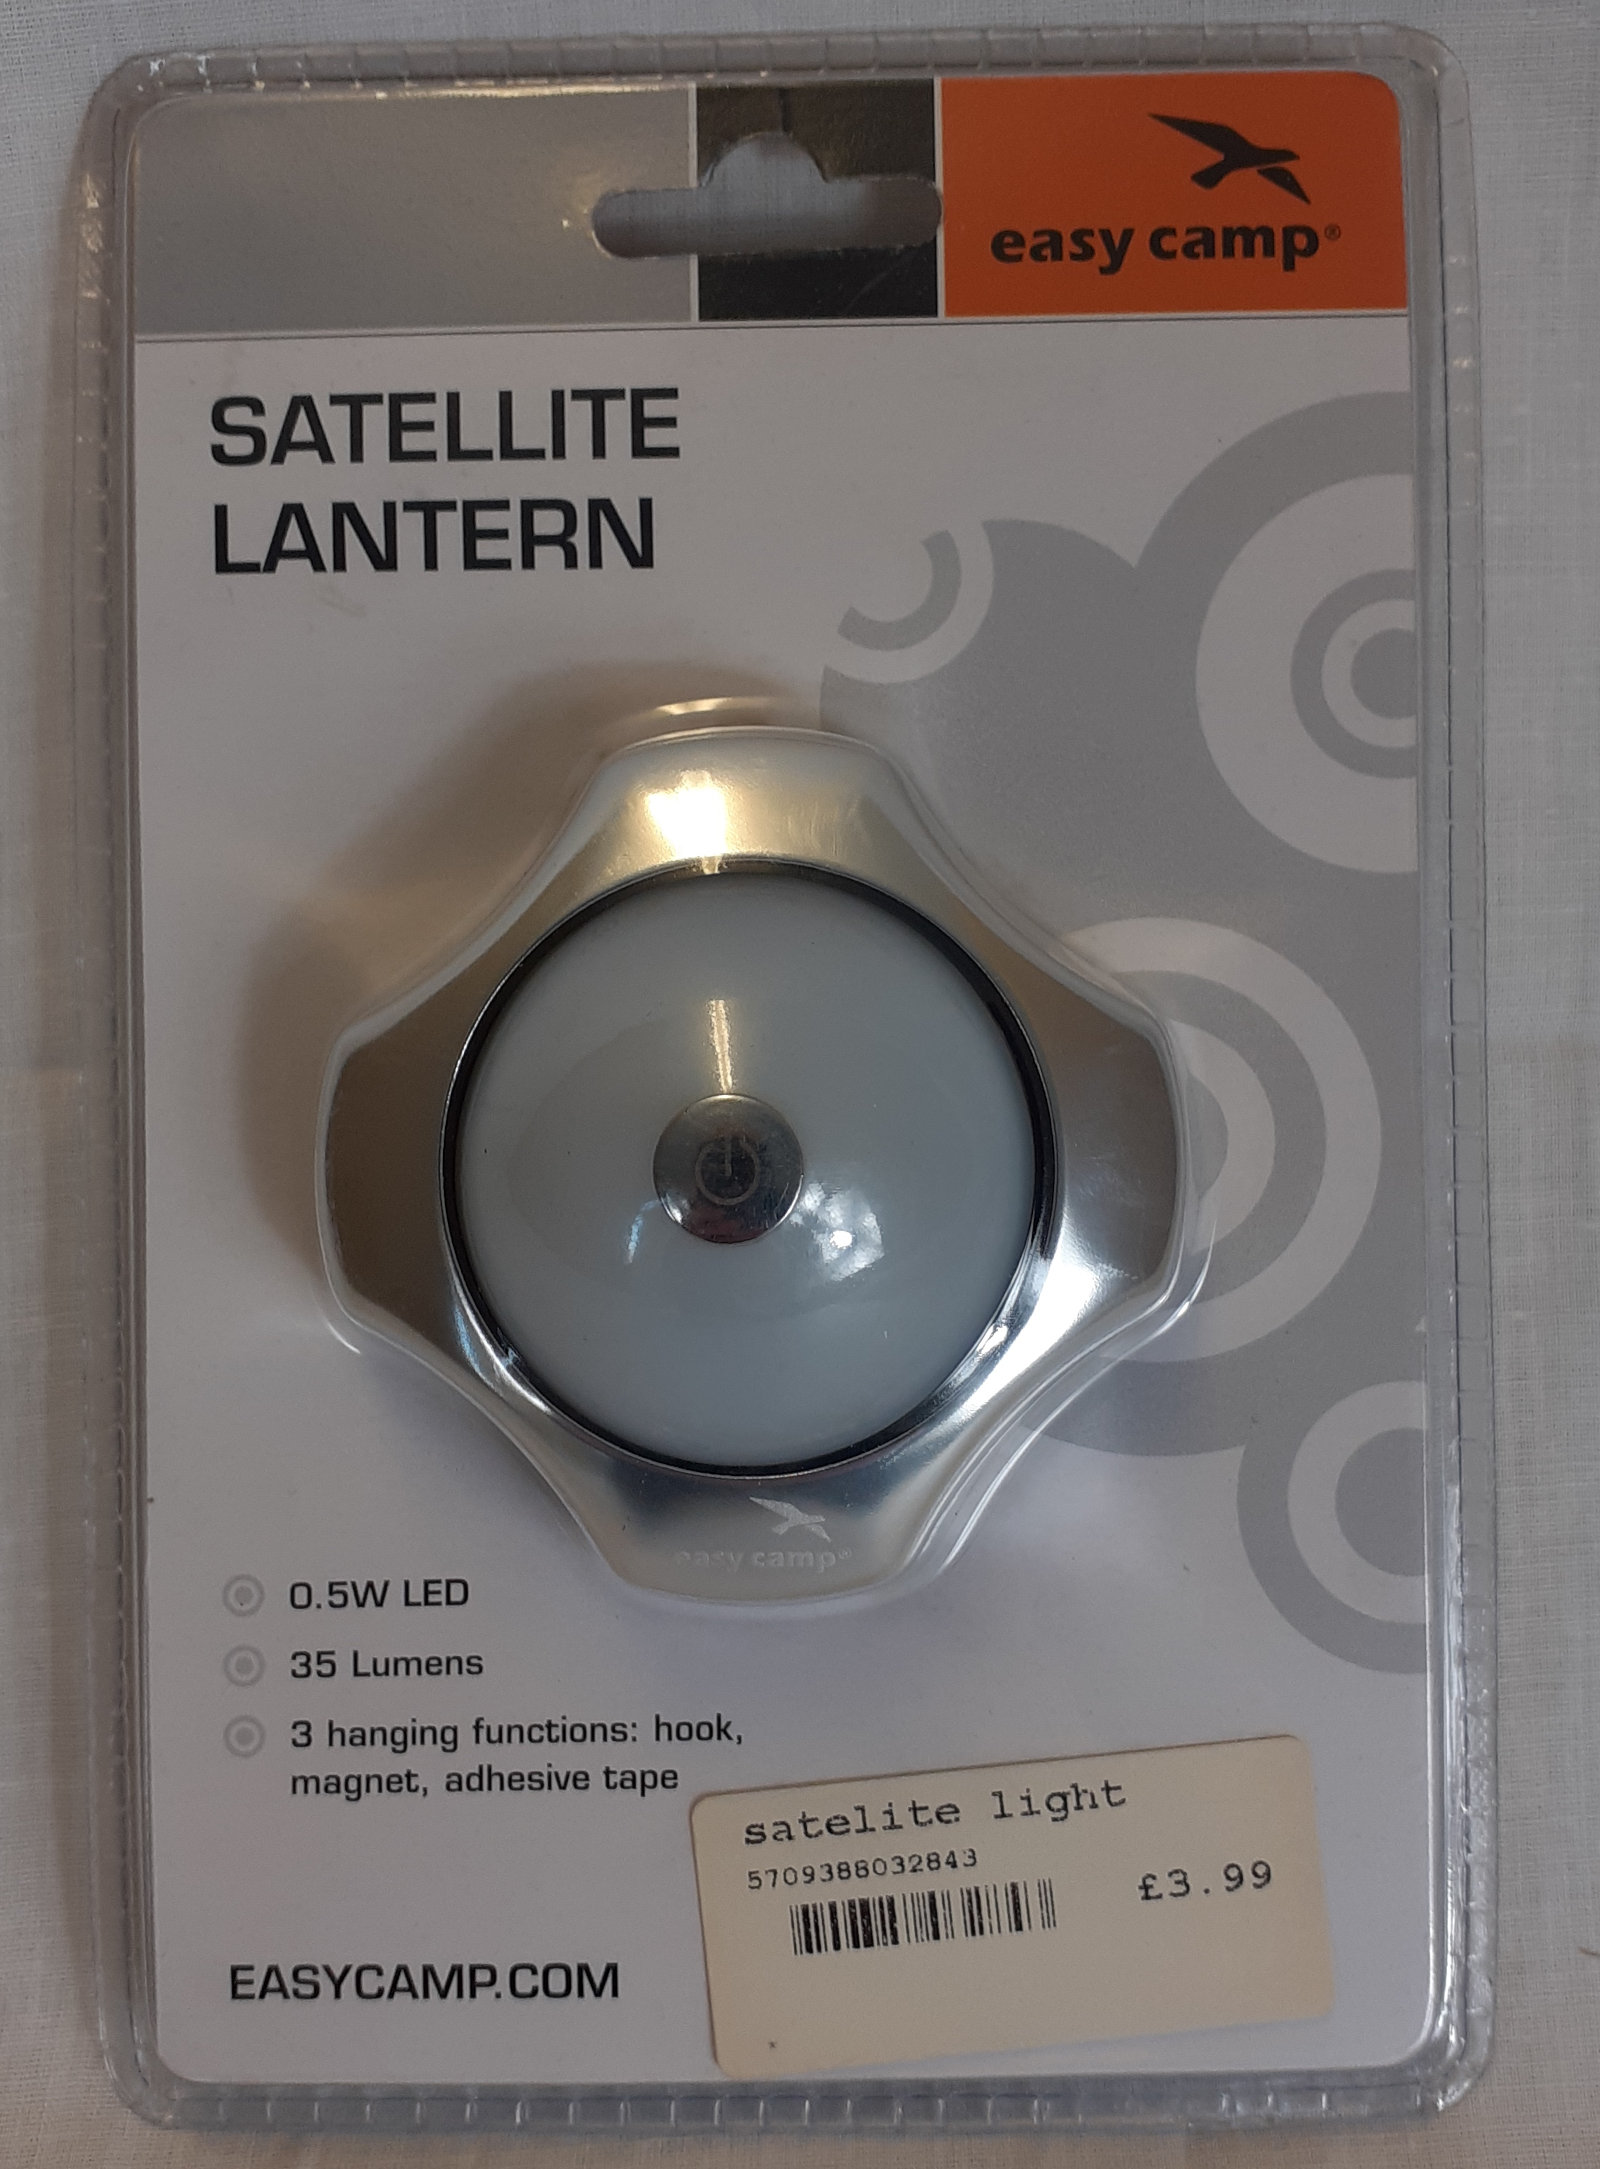 easy camp®
SATELLITE
LANTERN
easy camp®
0.5W LED
35 Lumens
3 hanging functions: hook,
magnet, adhesive tape
satelite light
5709388032843
£3.99
EASYCAMP.COM